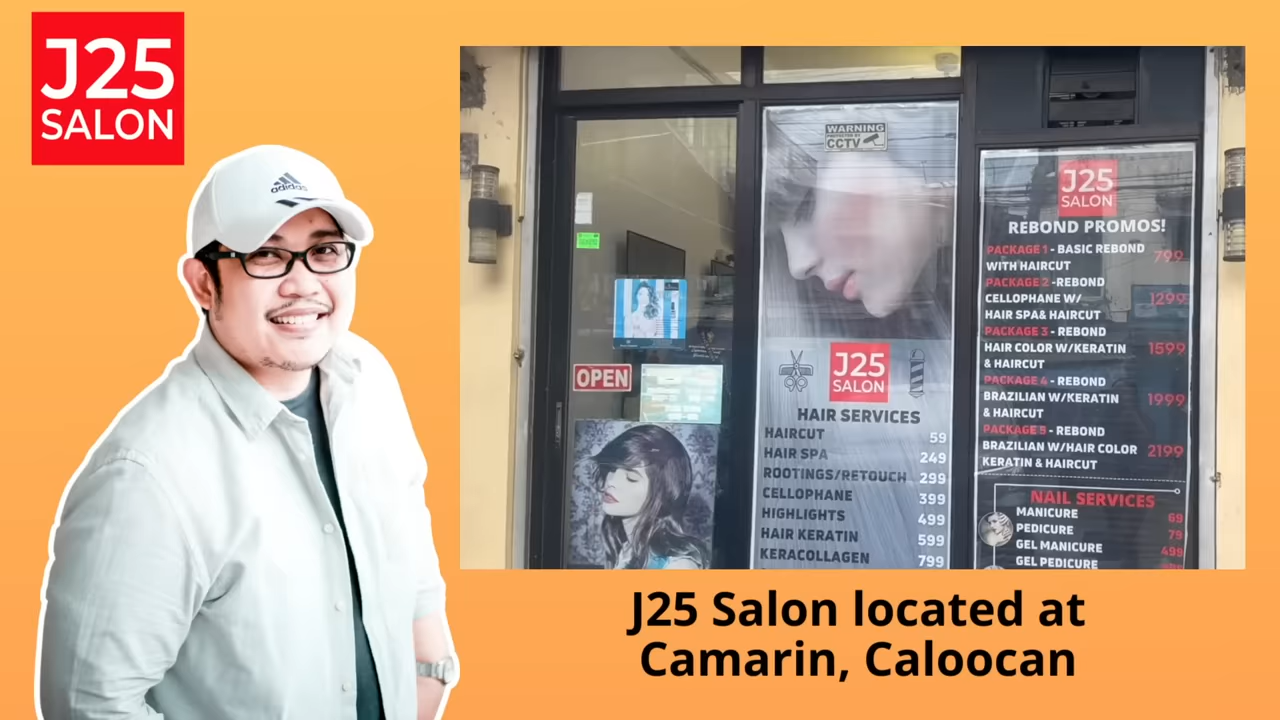 J25
SALON
adidas
WARNING
PROTECTED BY
CCTV
OPEN
J25
SALON
HAIR SERVICES
HAIRCUT 59
HAIR SPA 249
ROOTINGS/RETOUCH 299
CELLOPHANE 399
HIGHLIGHTS 499
HAIR KERATIN 599
KERACOLLAGEN 799
J25
SALON
REBOND PROMOS!
PACKAGE 1 - BASIC REBOND
WITH HAIRCUT 799
PACKAGE 2 -REBOND
CELLOPHANE W/ 1299
HAIR SPA& HAIRCUT
PACKAGE 3 - REBOND
HAIR COLOR W/KERATIN 1599
& HAIRCUT
PACKAGE 4 - REBOND
BRAZILIAN W/KERATIN 1999
& HAIRCUT
PACKAGE 5 - REBOND
BRAZILIAN W/HAIR COLOR 2199
KERATIN & HAIRCUT
NAIL SERVICES
MANICURE 69
PEDICURE 79
GEL MANICURE 499
GEL PEDICURE
J25 Salon located at
Camarin, Caloocan